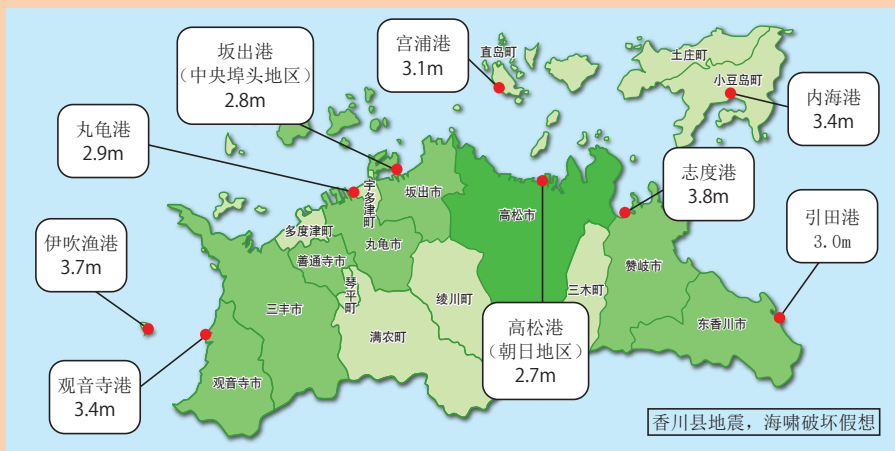 坂出港
（中央埠头地区）
2.8m
宫浦港
3.1m
直岛町
土庄町
小豆岛町
内海港
3.4m
丸龟港
2.9m
志度港
3.8m
引田港
3.0m
伊吹渔港
3.7m
观音寺港
3.4m
高松港
（朝日地区）
2.7m
宇多津町
坂出市
高松市
多度津町
丸龟市
善通寺市
琴平町
三丰市
绫川町
三木町
赞岐市
满农町
东香川市
观音寺市
香川县地震，海啸破坏假想